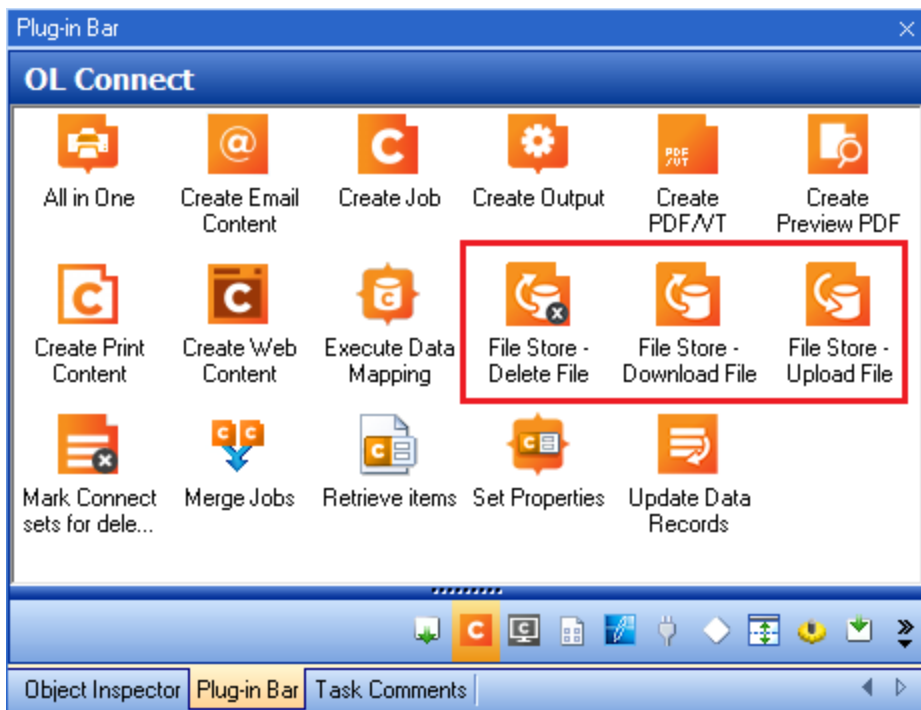 Plug-in Bar
OL Connect
@
C
PDF
/VT
All in One
Create Email
Content
Create Job
Create Output
Create
PDF/VT
Create
Preview PDF
C
C
C
Create Print
Content
Create Web
Content
Execute Data
Mapping
File Store -
Delete File
File Store -
Download File
File Store -
Upload File
C C
C
C
Mark Connect
sets for dele...
Merge Jobs
Retrieve items
Set Properties
Update Data
Records
C
C
Object Inspector
Plug-in Bar
Task Comments